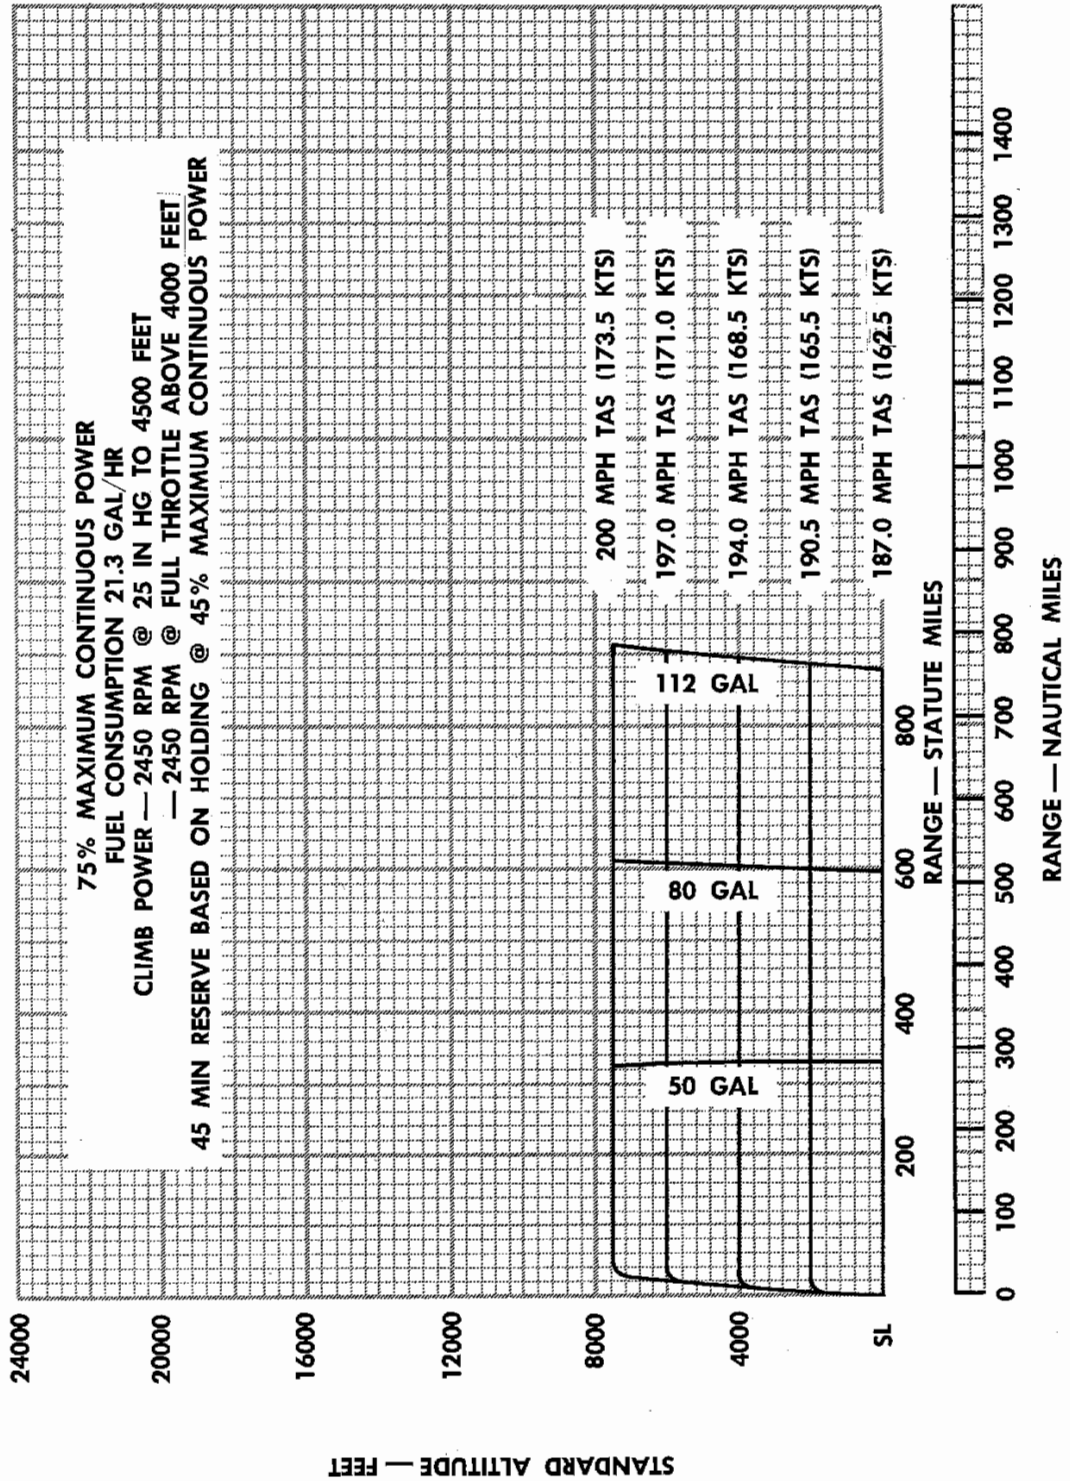 75% MAXIMUM CONTINUOUS POWER
FUEL CONSUMPTION 21.3 GAL/HR
CLIMB POWER — 2450 RPM @ 25 IN HG TO 4500 FEET
— 2450 RPM @ FULL THROTTLE ABOVE 4000 FEET
45 MIN RESERVE BASED ON HOLDING @ 45% MAXIMUM CONTINUOUS POWER
STANDARD ALTITUDE — FEET
24000
20000
16000
12000
8000
4000
SL
200 MPH TAS (173.5 KTS)
197.0 MPH TAS (171.0 KTS)
194.0 MPH TAS (168.5 KTS)
190.5 MPH TAS (165.5 KTS)
187.0 MPH TAS (162.5 KTS)
50 GAL
80 GAL
112 GAL
200 400 600 800
RANGE — STATUTE MILES
0 100 200 300 400 500 600 700 800 900 1000 1100 1200 1300 1400
RANGE — NAUTICAL MILES